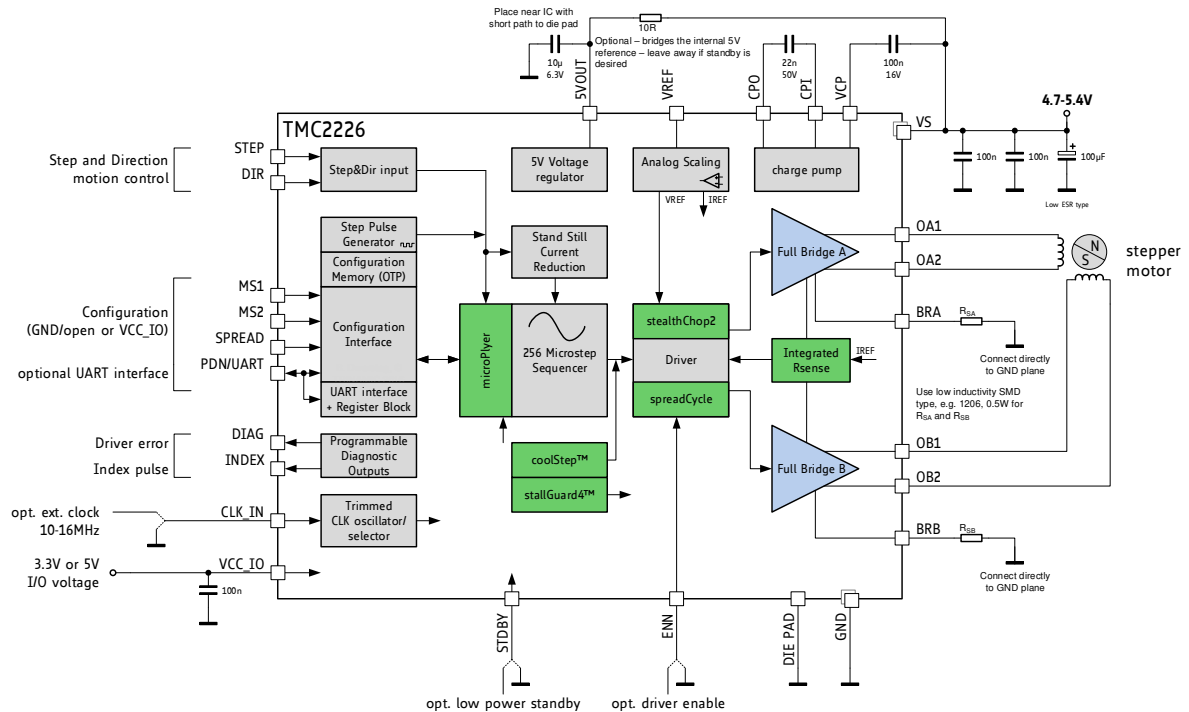 Place near IC with
short path to die pad
10µ
6.3V
10R
Optional – bridges the internal 5V
reference – leave away if standby is
desired
22n
50V
100n
16V
5VOUT
VREF
CPO
CPI
VCP
TMC2226
VS
4.7-5.4V
100n
100n
+
100µF
Low ESR type
Step and Direction
motion control
STEP
DIR
Step&Dir input
5V Voltage
regulator
Analog Scaling
VREF
IREF
charge pump
Step Pulse
Generator
Configuration
Memory (OTP)
Stand Still
Current
Reduction
Full Bridge A
OA1
OA2
N
S
stepper
motor
Configuration
(GND/open or VCC_IO)
optional UART interface
MS1
MS2
SPREAD
PDN/UART
Configuration
Interface
UART interface
+ Register Block
microPlyer
256 Microstep
Sequencer
stealthChop2
Driver
spreadCycle
Integrated
Rsense
IREF
BRA
RSA
Connect directly
to GND plane
Use low inductivity SMD
type, e.g. 1206, 0.5W for
RSA and RSB
Driver error
Index pulse
DIAG
INDEX
Programmable
Diagnostic
Outputs
coolStep™
stallGuard4™
Full Bridge B
OB1
OB2
opt. ext. clock
10-16MHz
CLK_IN
Trimmed
CLK oscillator/
selector
BRB
RSB
Connect directly
to GND plane
3.3V or 5V
I/O voltage
VCC_IO
100n
STDBY
ENN
DIE PAD
GND
opt. low power standby
opt. driver enable